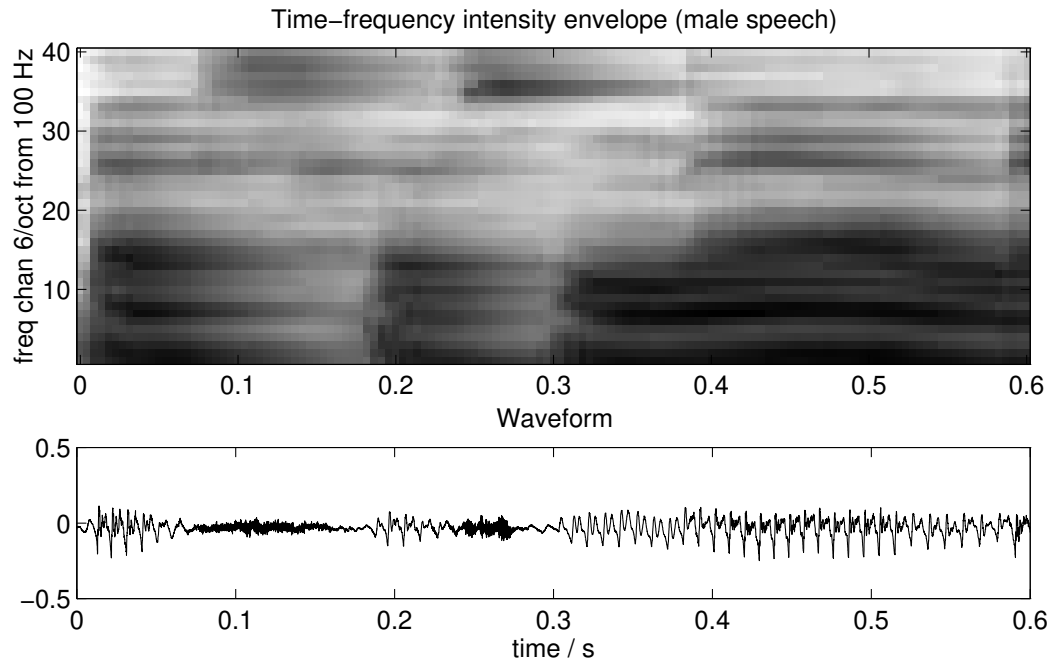 Time−frequency intensity envelope (male speech)
freq chan 6/oct from 100 Hz
40
30
20
10
0 0.1 0.2 0.3 0.4 0.5 0.6
Waveform
0.5
0
−0.5
0 0.1 0.2 0.3 0.4 0.5 0.6
time / s